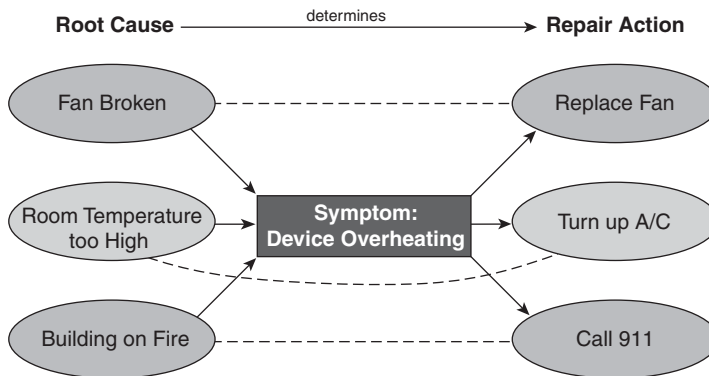 determines
Root Cause
Repair Action
Fan Broken
Replace Fan
Room Temperature
too High
Symptom:
Device Overheating
Turn up A/C
Building on Fire
Call 911